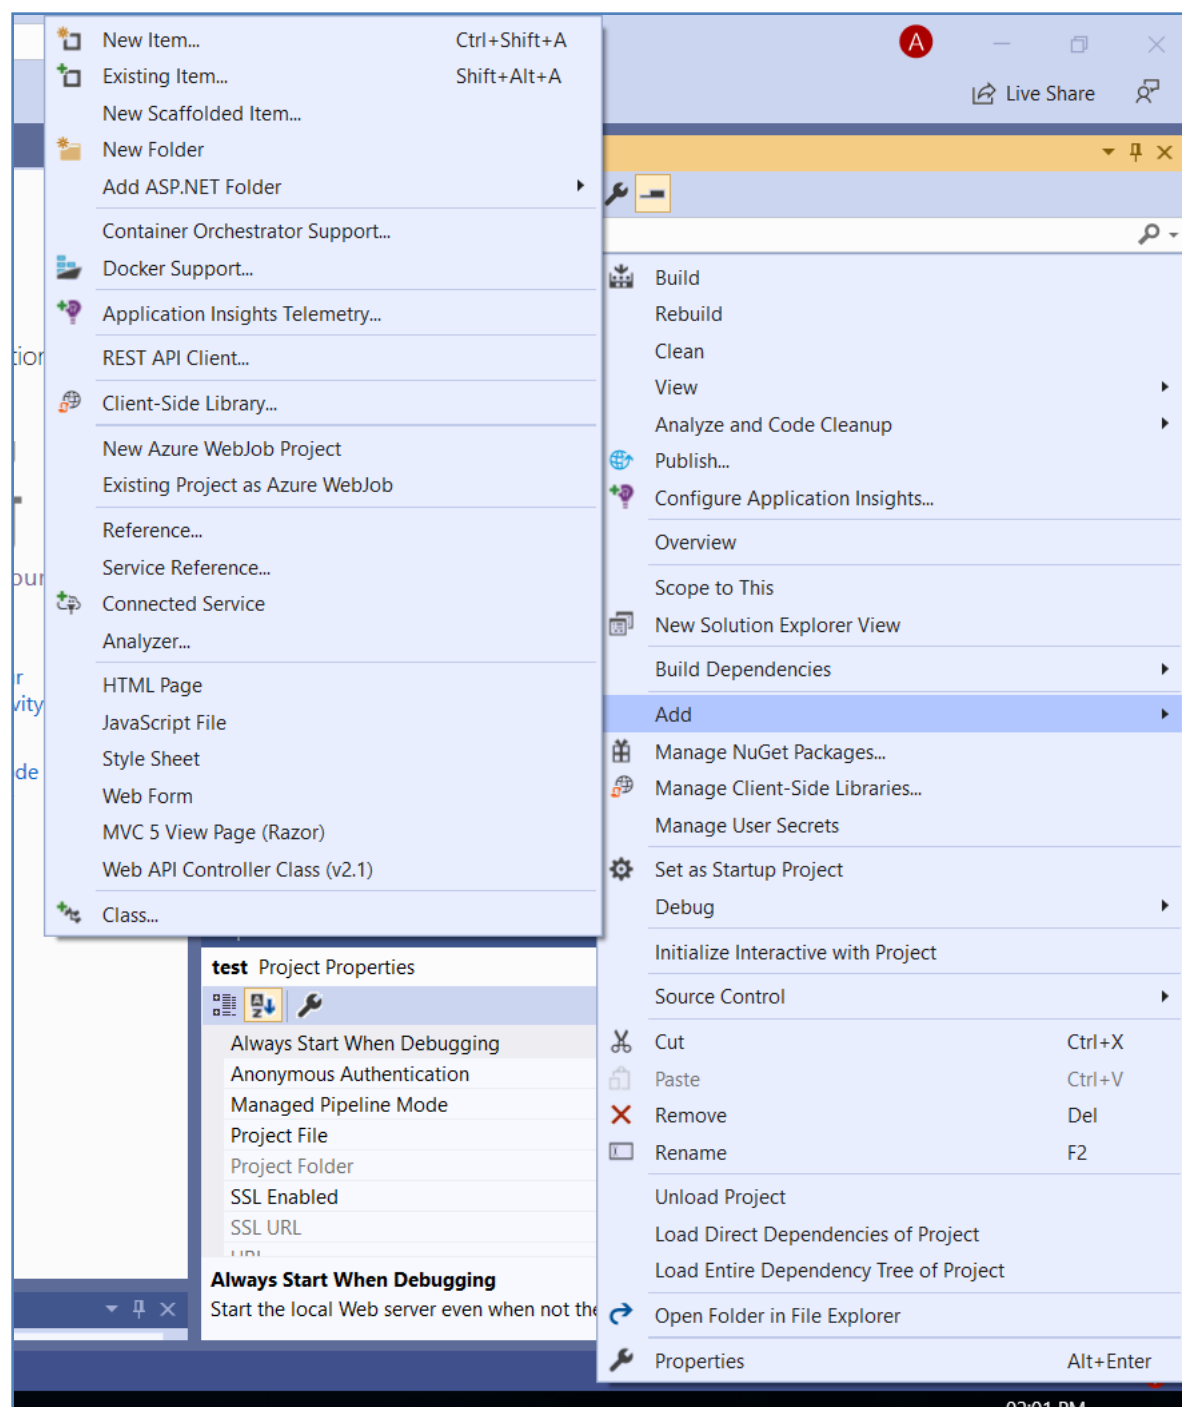 New Item... Ctrl+Shift+A
Existing Item... Shift+Alt+A
New Scaffolded Item...
New Folder
Add ASP.NET Folder
Container Orchestrator Support...
Docker Support...
Application Insights Telemetry...
REST API Client...
Client-Side Library...
New Azure WebJob Project
Existing Project as Azure WebJob
Reference...
Service Reference...
Connected Service
Analyzer...
HTML Page
JavaScript File
Style Sheet
Web Form
MVC 5 View Page (Razor)
Web API Controller Class (v2.1)
Class...
A
Live Share
Build
Rebuild
Clean
View
Analyze and Code Cleanup
Publish...
Configure Application Insights...
Overview
Scope to This
New Solution Explorer View
Build Dependencies
Add
Manage NuGet Packages...
Manage Client-Side Libraries...
Manage User Secrets
Set as Startup Project
Debug
Initialize Interactive with Project
Source Control
Cut Ctrl+X
Paste Ctrl+V
Remove Del
Rename F2
Unload Project
Load Direct Dependencies of Project
Load Entire Dependency Tree of Project
Open Folder in File Explorer
Properties Alt+Enter
test Project Properties
Always Start When Debugging
Anonymous Authentication
Managed Pipeline Mode
Project File
Project Folder
SSL Enabled
SSL URL
Always Start When Debugging
Start the local Web server even when not the